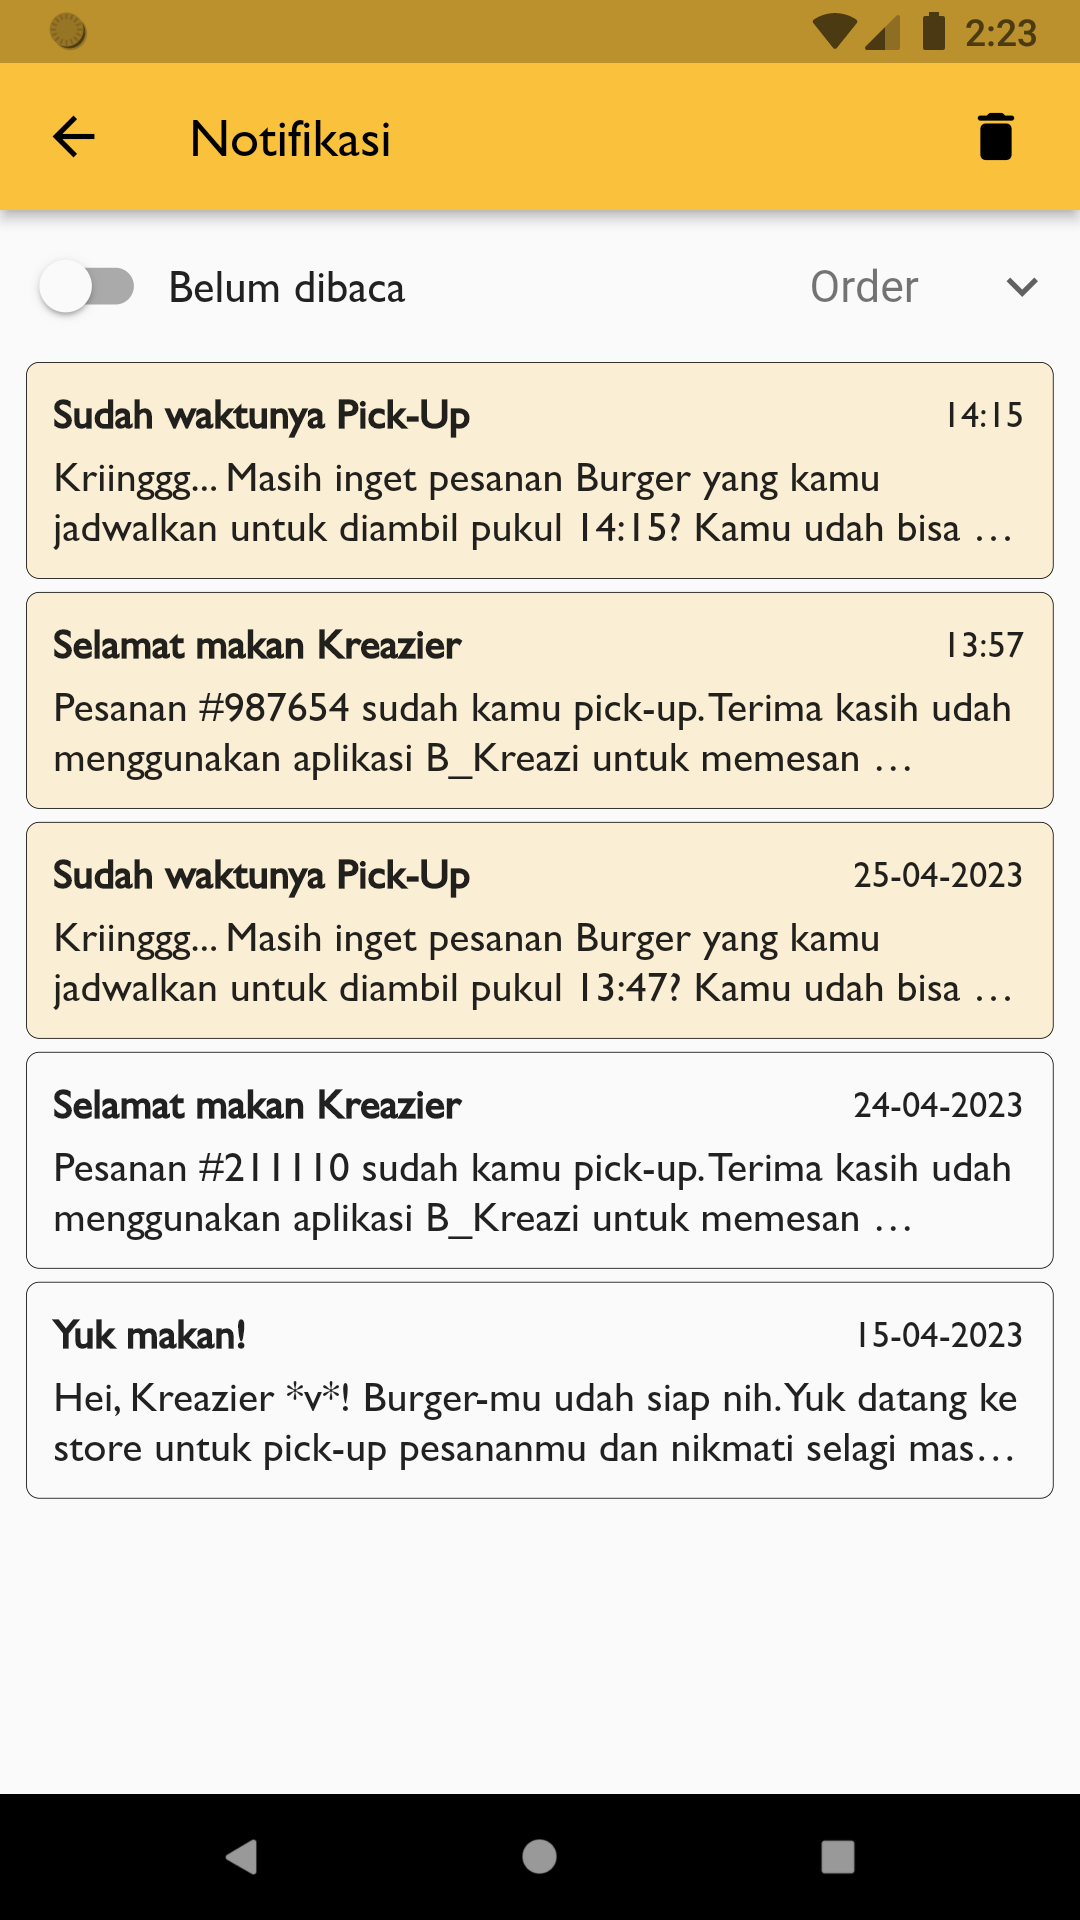 2:23
Notifikasi
Belum dibaca Order
Sudah waktunya Pick-Up 14:15
Kriinggg... Masih inget pesanan Burger yang kamu
jadwalkan untuk diambil pukul 14:15? Kamu udah bisa …
Selamat makan Kreazier 13:57
Pesanan #987654 sudah kamu pick-up. Terima kasih udah
menggunakan aplikasi B_Kreazi untuk memesan …
Sudah waktunya Pick-Up 25-04-2023
Kriinggg... Masih inget pesanan Burger yang kamu
jadwalkan untuk diambil pukul 13:47? Kamu udah bisa …
Selamat makan Kreazier 24-04-2023
Pesanan #211110 sudah kamu pick-up. Terima kasih udah
menggunakan aplikasi B_Kreazi untuk memesan …
Yuk makan! 15-04-2023
Hei, Kreazier *v*! Burger-mu udah siap nih. Yuk datang ke
store untuk pick-up pesananmu dan nikmati selagi mas…